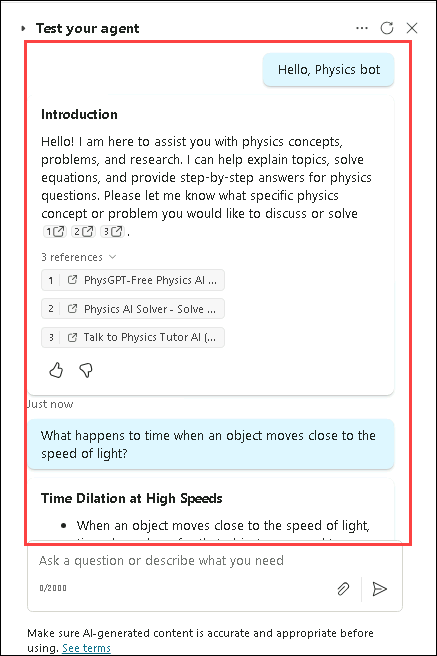 Test your agent
Hello, Physics bot
Introduction
Hello! I am here to assist you with physics concepts,
problems, and research. I can help explain topics, solve
equations, and provide step-by-step answers for physics
questions. Please let me know what specific physics
concept or problem you would like to discuss or solve
1 2 3 .
3 references
1 PhysGPT-Free Physics AI ...
2 Physics AI Solver - Solve ...
3 Talk to Physics Tutor AI (...
Just now
What happens to time when an object moves close to the
speed of light?
Time Dilation at High Speeds
• When an object moves close to the speed of light,
Ask a question or describe what you need
0/2000
Make sure AI-generated content is accurate and appropriate before
using. See terms